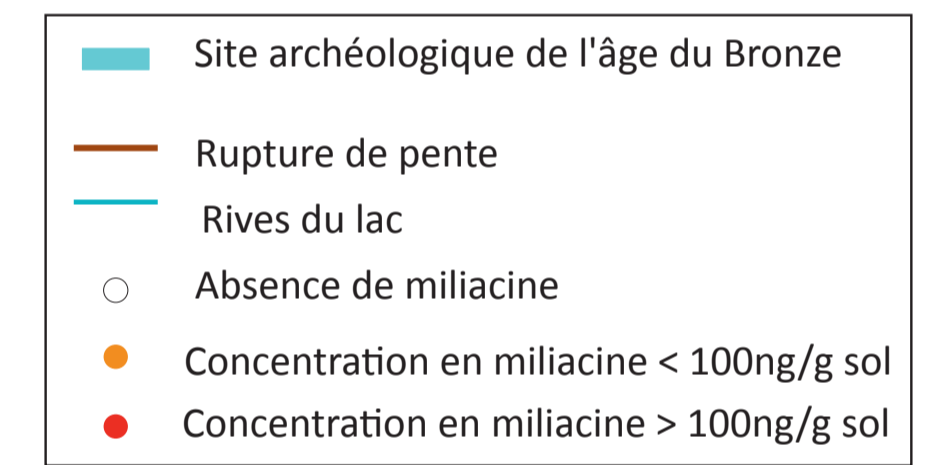 Site archéologique de l'âge du Bronze
Rupture de pente
Rives du lac
Absence de miliacine
Concentration en miliacine < 100ng/g sol
Concentration en miliacine > 100ng/g sol